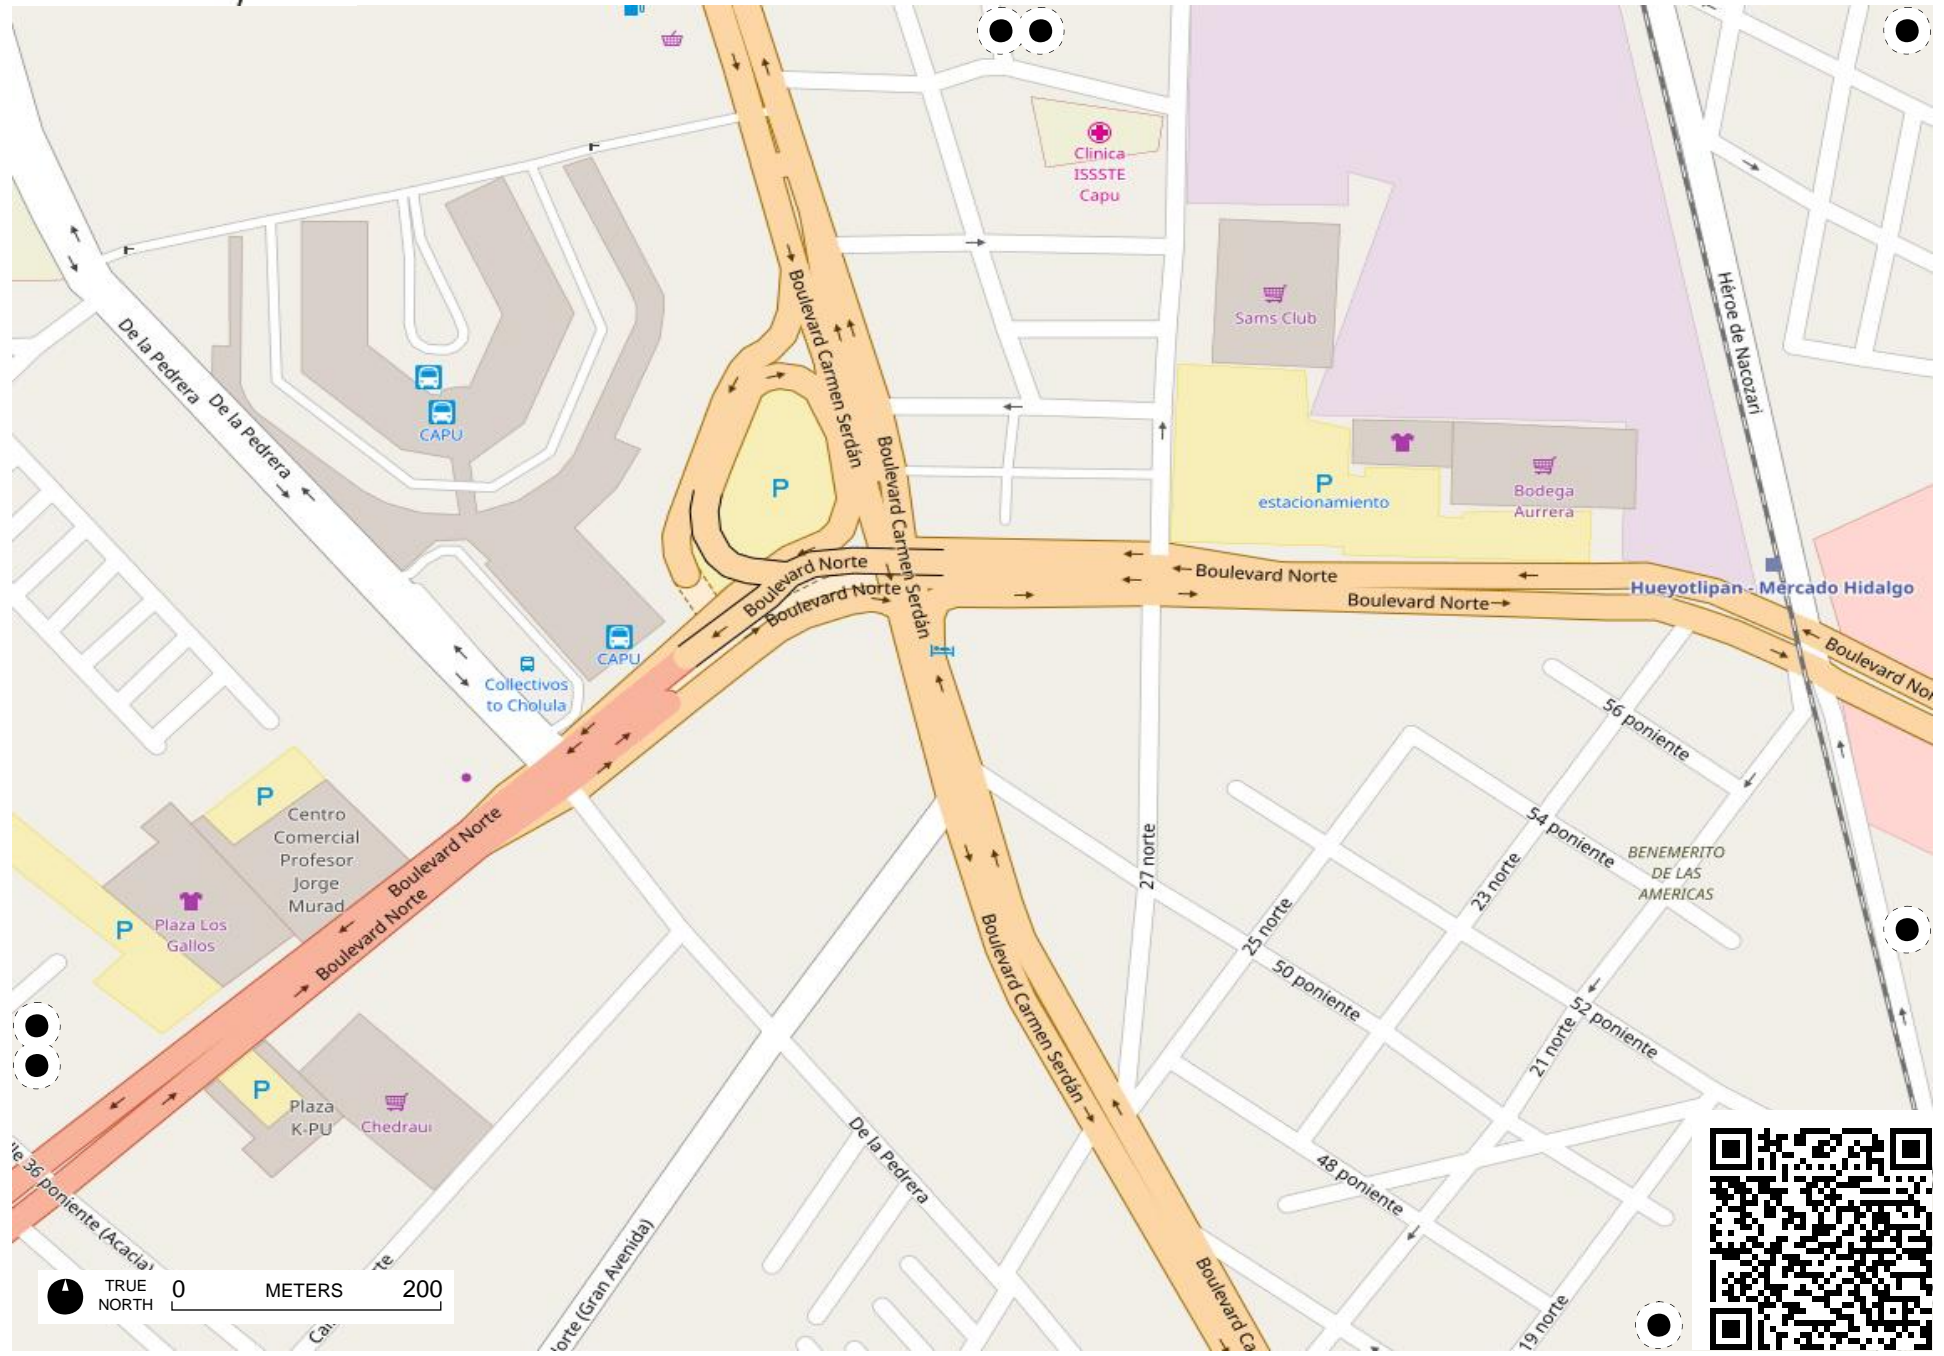 Clinica
ISSSTE
Capu
Sams Club
Héroe de Nacozari
Boulevard Carmen Serdán
De la Pedrera
De la Pedrera
CAPU
Boulevard Carmen Serdán
P
P
estacionamiento
Bodega
Aurrera
Boulevard Norte
Boulevard Norte
Boulevard Norte
Boulevard Norte
Hueyotlipan - Mercado Hidalgo
Boulevard Nor
CAPU
Collectivos
to Cholula
56 poniente
P
Centro
Comercial
Profesor
Jorge
Murad
Boulevard Norte
Boulevard Norte
27 norte
54 poniente
BENEMERITO
DE LAS
AMERICAS
23 norte
25 norte
P
Plaza Los
Gallos
50 poniente
Boulevard Carmen Serdán
52 poniente
21 norte
P
Plaza
K-PU
Chedraui
De la Pedrera
48 poniente
lle 36 poniente (Acacia)
orte (Gran Avenida)
Boulevard Ca
19 norte
Cal
rte
TRUE
NORTH
0 METERS 200